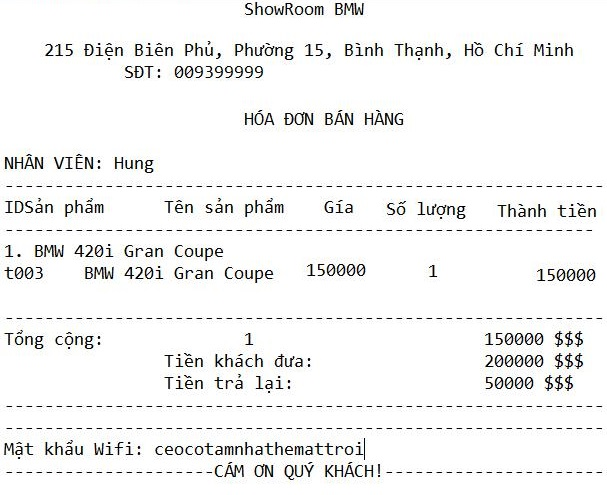 ShowRoom BMW
215 Điện Biên Phủ, Phường 15, Bình Thạnh, Hồ Chí Minh
SĐT: 009399999
HÓA ĐƠN BÁN HÀNG
NHÂN VIÊN: Hung
------------------------------------------------------------
IDSản phẩm Tên sản phẩm Gía Số lượng Thành tiền
-----------------------------------------------------------
1. BMW 420i Gran Coupe
t003 BMW 420i Gran Coupe 150000 1 150000
------------------------------------------------------------
Tổng cộng: 1 150000 $$$
Tiền khách đưa: 200000 $$$
Tiền trả lại: 50000 $$$
------------------------------------------------------------
------------------------------------------------------------
Mật khẩu Wifi: ceocotamnhathemattroi
---------------------CÁM ƠN QUÝ KHÁCH!----------------------